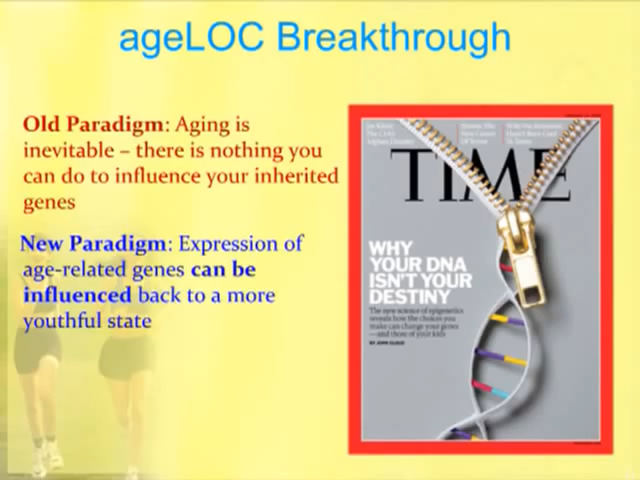 ageLOC Breakthrough
Old Paradigm: Aging is
inevitable – there is nothing you
can do to influence your inherited
genes
New Paradigm: Expression of
age-related genes can be
influenced back to a more
youthful state
TIME
WHY
YOUR DNA
ISN'T YOUR
DESTINY
The new science of epigenetics
reveals how the choices you
make can change your genes
—and those of your kids
BY JOHN CLOUD